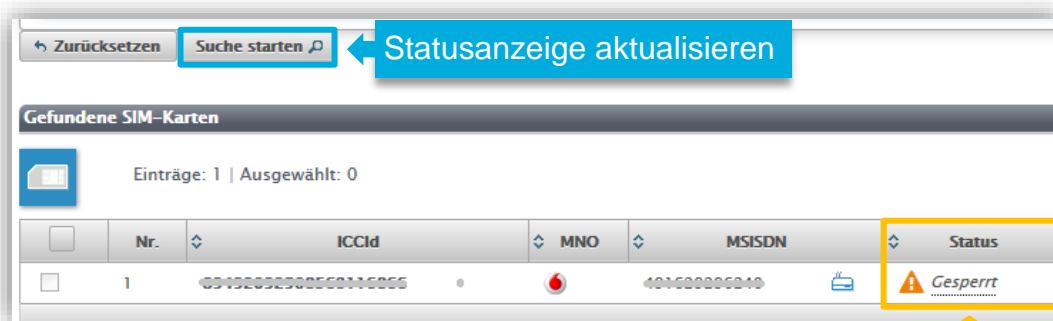 Zurücksetzen Suche starten Statusanzeige aktualisieren
Gefundene SIM-Karten
Einträge: 1 | Ausgewählt: 0
Nr. ICCId MNO MSISDN Status
1 Gesperrt